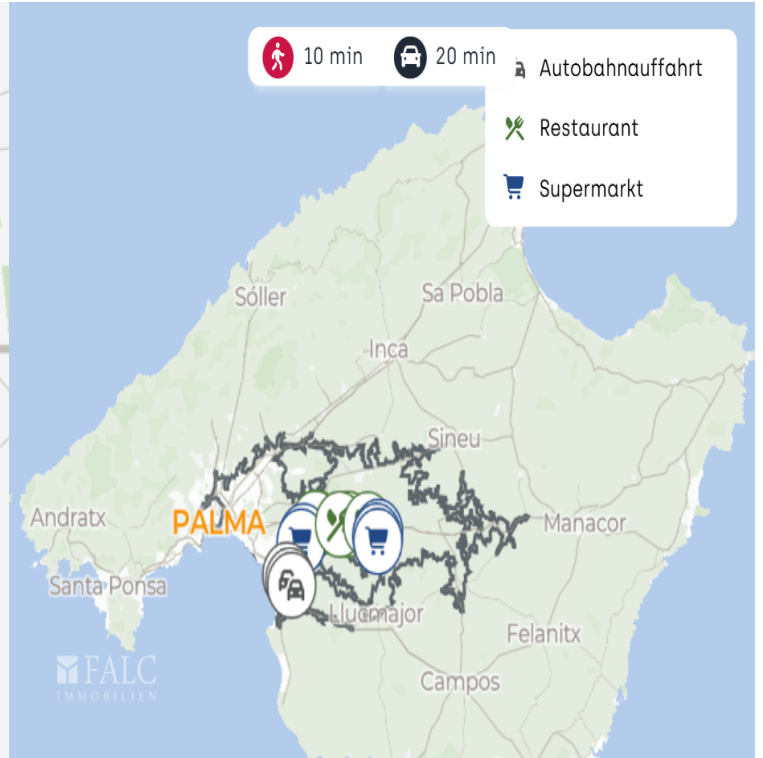 10 min
20 min
Autobahnauffahrt
Restaurant
Supermarkt
Sóller
Sa Pobla
Inca
Sineu
Andratx
PALMA
Manacor
Santa Ponsa
Llucmajor
Felanitx
Campos
FALC
IMMOBILIEN